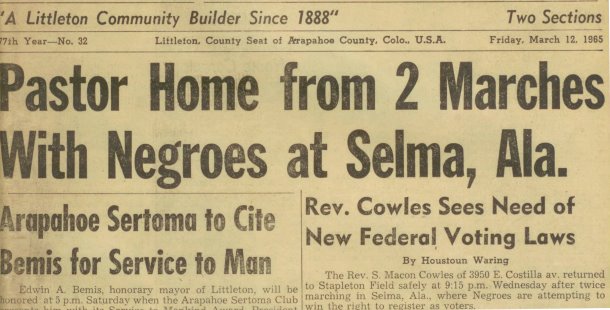 "A Littleton Community Builder Since 1888" Two Sections
77th Year—No. 32 Littleton, County Seat of Arapahoe County, Colo., U.S.A. Friday, March 12, 1965
Pastor Home from 2 Marches
With Negroes at Selma, Ala.
Arapahoe Sertoma to Cite
Bemis for Service to Man
Edwin A. Bemis, honorary mayor of Littleton, will be
honored at 5 p.m. Saturday when the Arapahoe Sertoma Club
Rev. Cowles Sees Need of
New Federal Voting Laws
By Houstoun Waring
The Rev. S. Macon Cowles of 3950 E. Costilla av. returned
to Stapleton Field safely at 9:15 p.m. Wednesday after twice
marching in Selma, Ala., where Negroes are attempting to
win the right to register as voters.